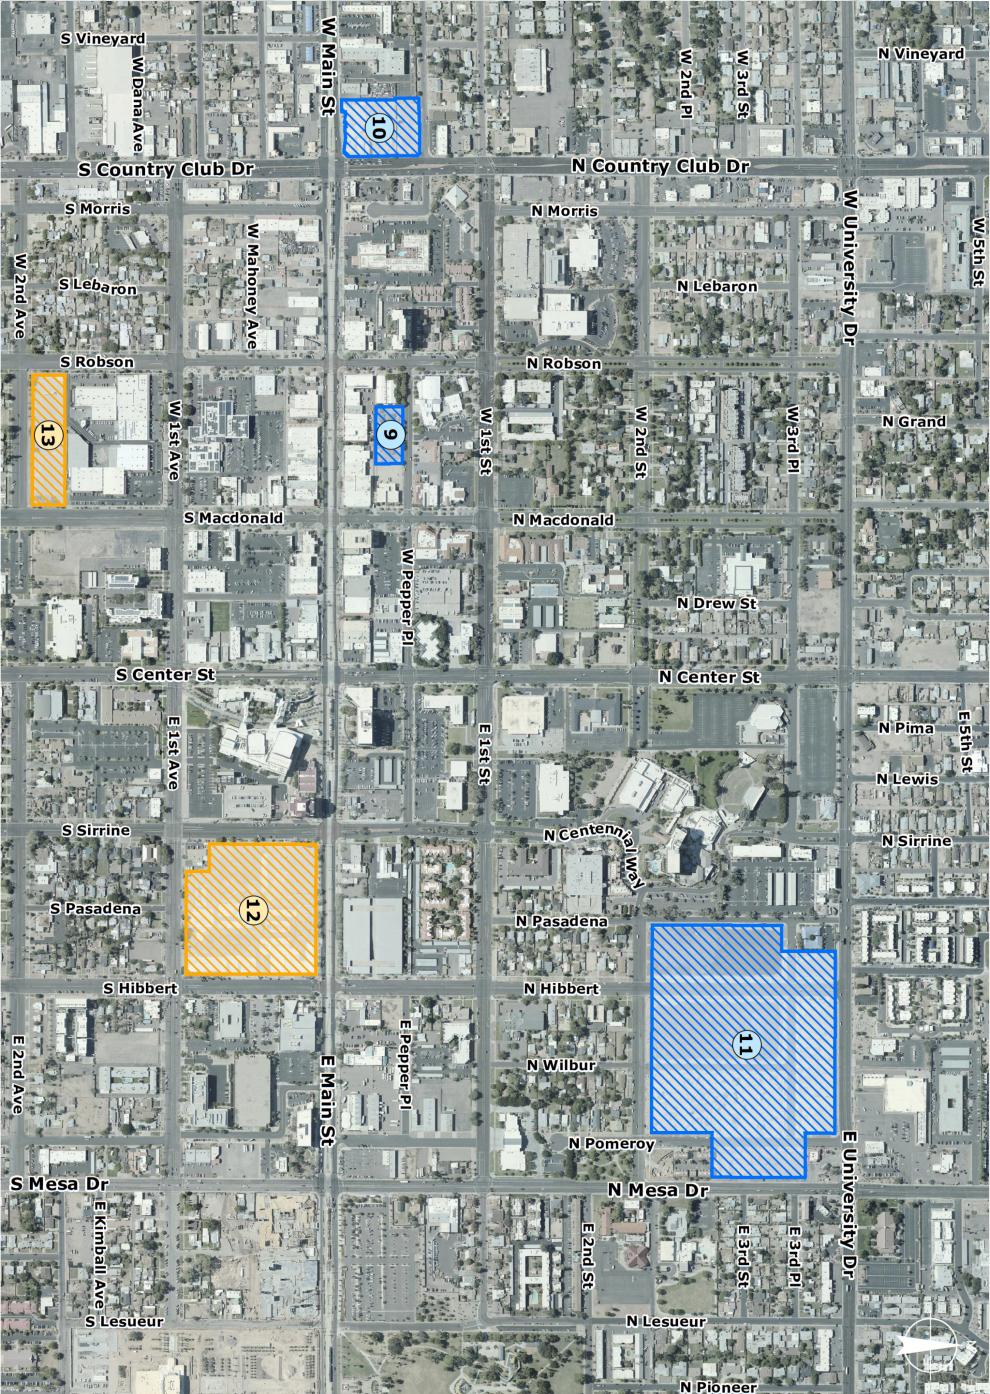 S Vineyard
W Dana Ave
W Main St
W 2nd Pl
W 3rd St
N Vineyard
10
S Country Club Dr
N Country Club Dr
S Morris
N Morris
W University Dr
W 5th St
W 2nd Ave
S Lebaron
W Mahoney Ave
N Lebaron
S Robson
N Robson
13
W 1st Ave
9
W 1st St
W 2nd St
W 3rd Pl
N Grand
S Macdonald
N Macdonald
W Pepper Pl
N Drew St
S Center St
N Center St
E 1st Ave
E 1st St
N Pima
E 5th St
N Lewis
S Sirrine
N Centennial Way
N Sirrine
S Pasadena
12
N Pasadena
S Hibbert
N Hibbert
E 2nd Ave
E Main St
E Pepper Pl
N Wilbur
11
N Pomeroy
E University Dr
S Mesa Dr
N Mesa Dr
E Kimball Ave
E 2nd St
E 3rd St
E 3rd Pl
S Lesueur
N Lesueur
N Pioneer